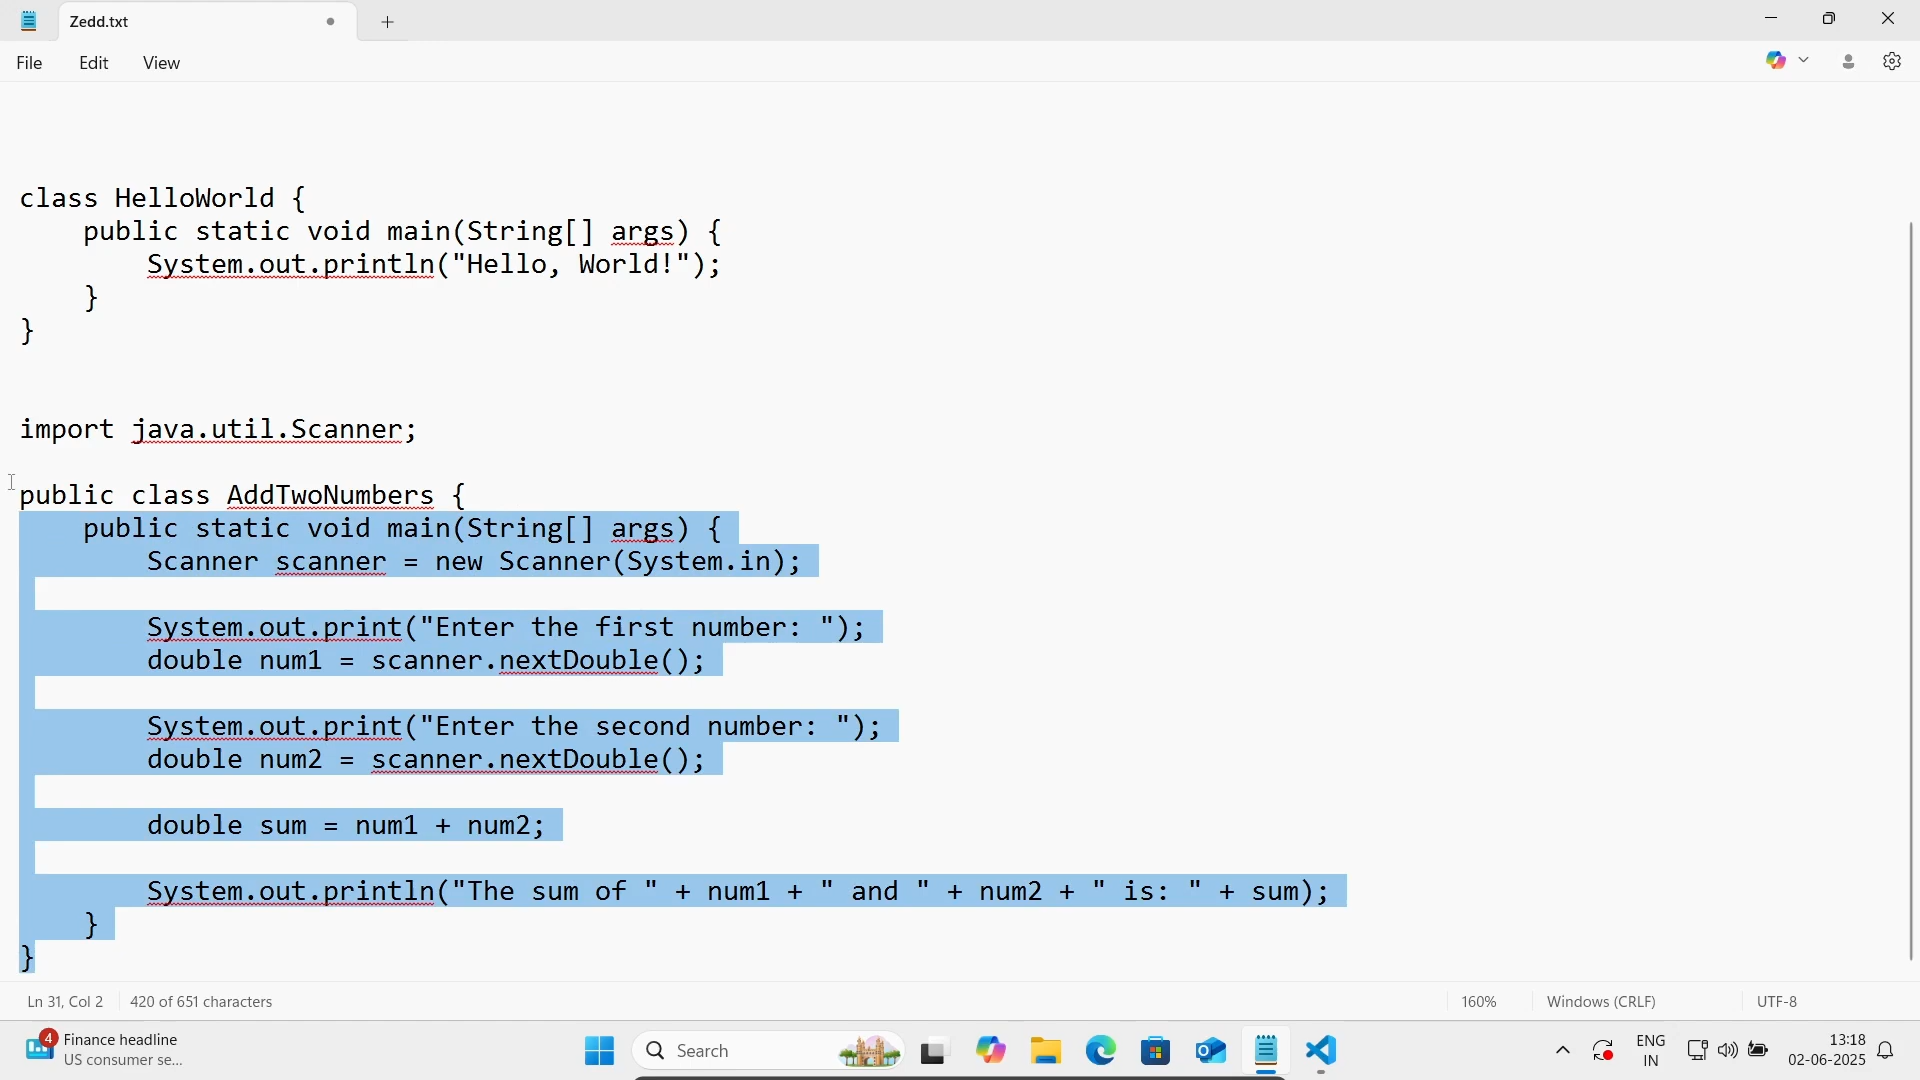 Zedd.txt
File Edit View
class HelloWorld {
    public static void main(String[] args) {
        System.out.println("Hello, World!");
    }
}
import java.util.Scanner;
public class AddTwoNumbers {
    public static void main(String[] args) {
        Scanner scanner = new Scanner(System.in);
        System.out.print("Enter the first number: ");
        double num1 = scanner.nextDouble();
        System.out.print("Enter the second number: ");
        double num2 = scanner.nextDouble();
        double sum = num1 + num2;
        System.out.println("The sum of " + num1 + " and " + num2 + " is: " + sum);
    }
}
Ln 31, Col 2 420 of 651 characters 160% Windows (CRLF) UTF-8
4
Finance headline
US consumer se...
Search
ENG
IN
13:18
02-06-2025